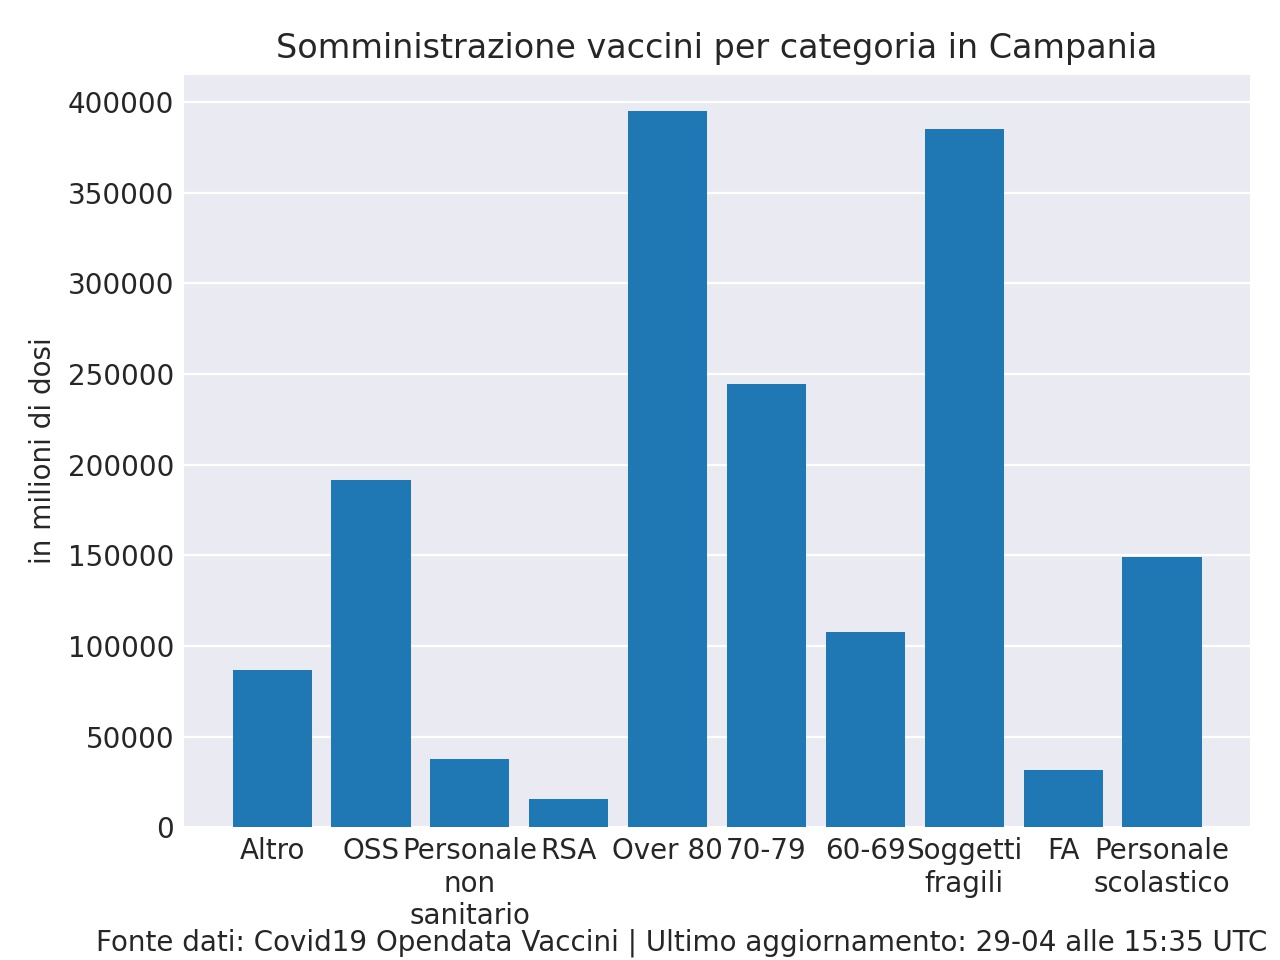 Somministrazione vaccini per categoria in Campania
400000
350000
300000
250000
200000
150000
100000
50000
0
in milioni di dosi
Altro
OSS
Personale
non
sanitario
RSA
Over 80
70-79
60-69
Soggetti
fragili
FA
Personale
scolastico
Fonte dati: Covid19 Opendata Vaccini | Ultimo aggiornamento: 29-04 alle 15:35 UTC